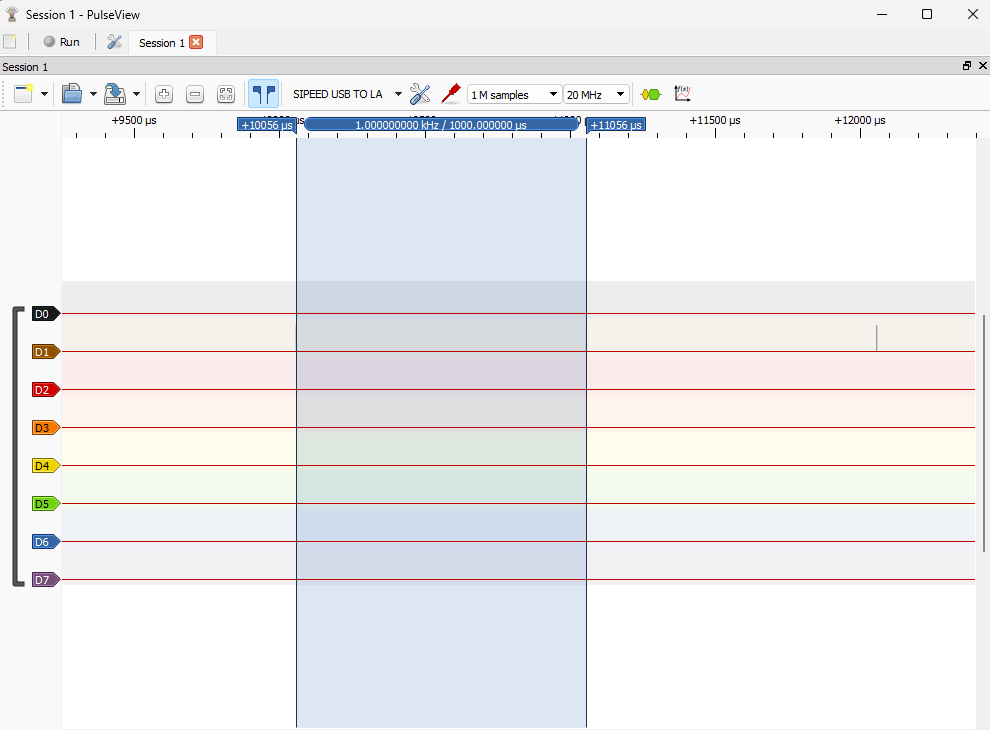 Session 1 - PulseView
Run
Session 1
Session 1
SIPEED USB TO LA
1 M samples
20 MHz
f(x)
+9500 µs
+10056 µs
1.000000000 kHz / 1000.000000 µs
+11056 µs
+11500 µs
+12000 µs
D0
D1
D2
D3
D4
D5
D6
D7